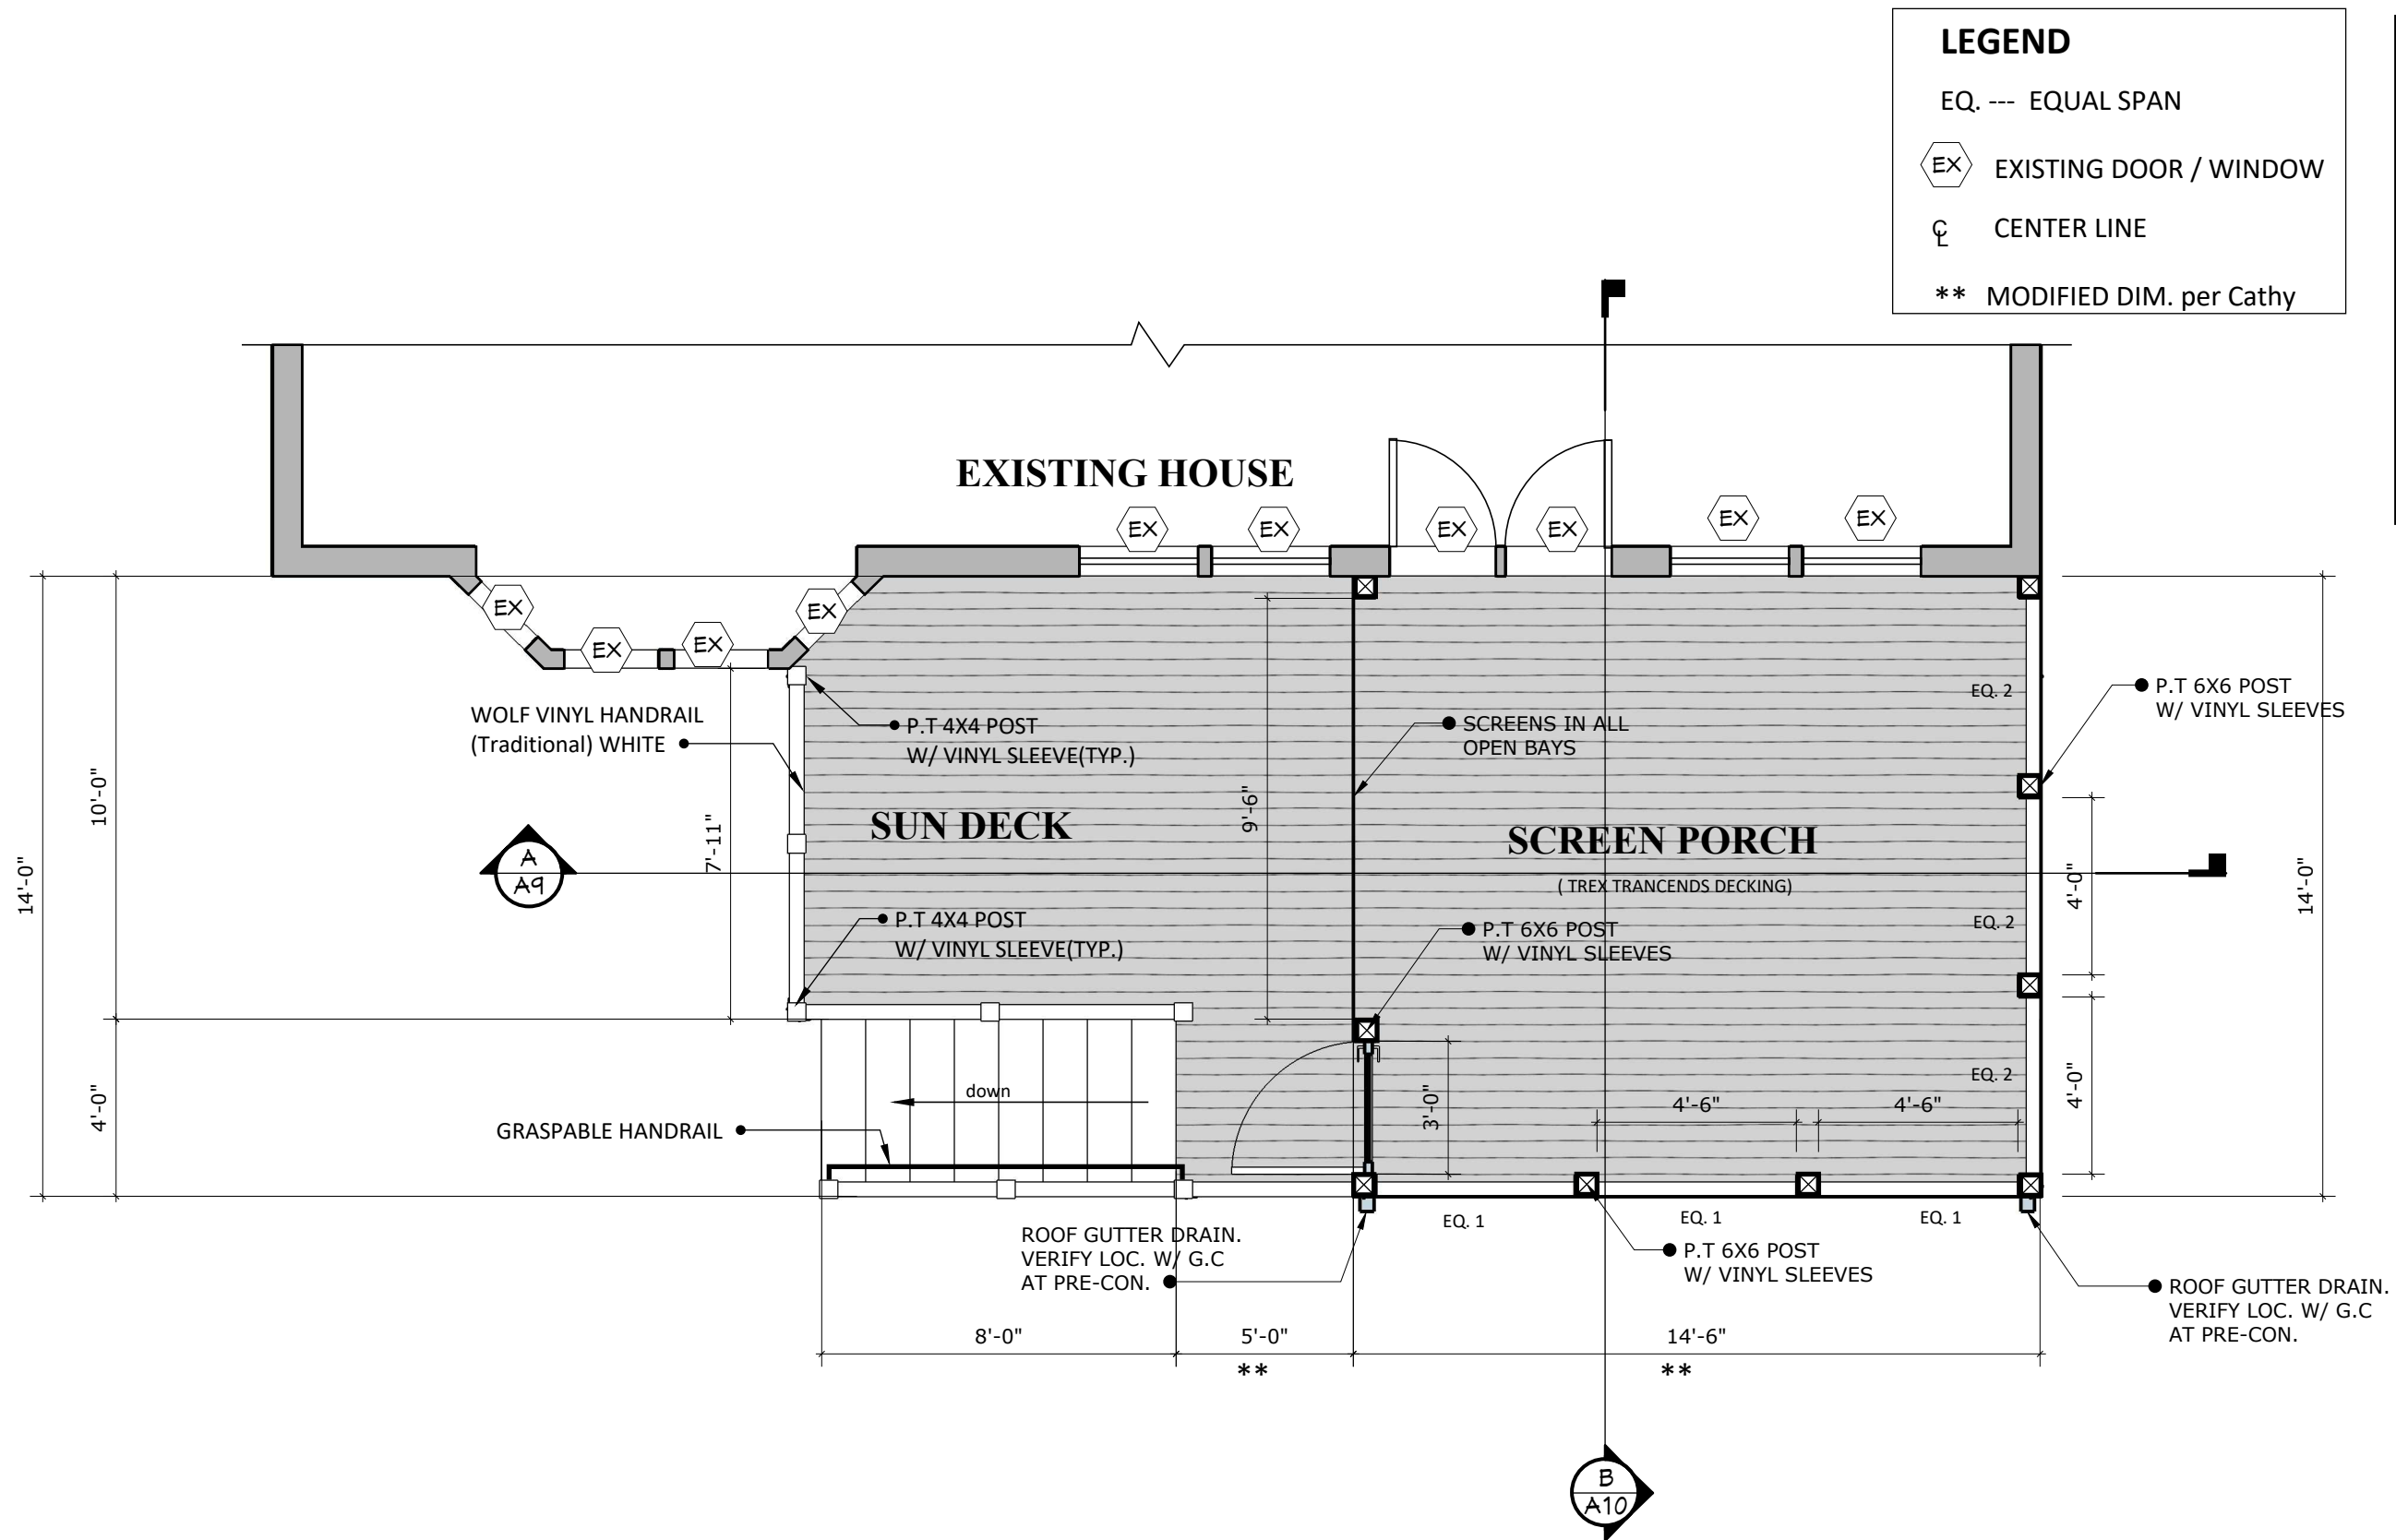 LEGEND
EQ. --- EQUAL SPAN
EX EXISTING DOOR / WINDOW
℄ CENTER LINE
** MODIFIED DIM. per Cathy
EXISTING HOUSE
EX
EX
EX
EX
EX
EX
EX
EX
EX
EX
WOLF VINYL HANDRAIL
(Traditional) WHITE
P.T 4X4 POST
W/ VINYL SLEEVE(TYP.)
SCREENS IN ALL
OPEN BAYS
EQ. 2
P.T 6X6 POST
W/ VINYL SLEEVES
14'-0"
10'-0"
7'-11"
9'-6"
SUN DECK
SCREEN PORCH
( TREX TRANCENDS DECKING)
A
A9
P.T 4X4 POST
W/ VINYL SLEEVE(TYP.)
P.T 6X6 POST
W/ VINYL SLEEVES
EQ. 2
4'-0"
14'-0"
4'-0"
down
GRASPABLE HANDRAIL
3'-0"
4'-6"
4'-6"
EQ. 2
4'-0"
EQ. 1
EQ. 1
EQ. 1
ROOF GUTTER DRAIN.
VERIFY LOC. W/ G.C
AT PRE-CON.
P.T 6X6 POST
W/ VINYL SLEEVES
ROOF GUTTER DRAIN.
VERIFY LOC. W/ G.C
AT PRE-CON.
8'-0"
5'-0"
14'-6"
**
**
B
A10